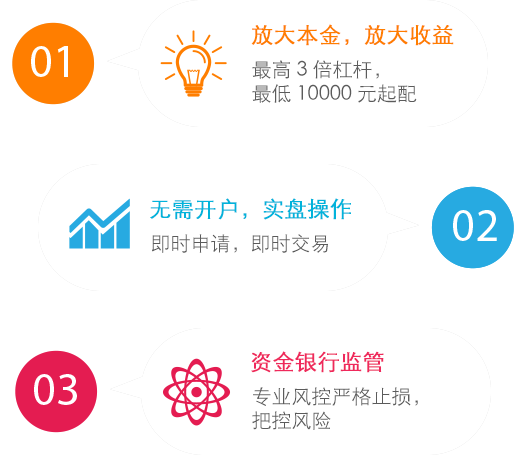 01
放大本金，放大收益
最高 3 倍杠杆，
最低 10000 元起配
无需开户，实盘操作
即时申请，即时交易
02
03
资金银行监管
专业风控严格止损，
把控风险